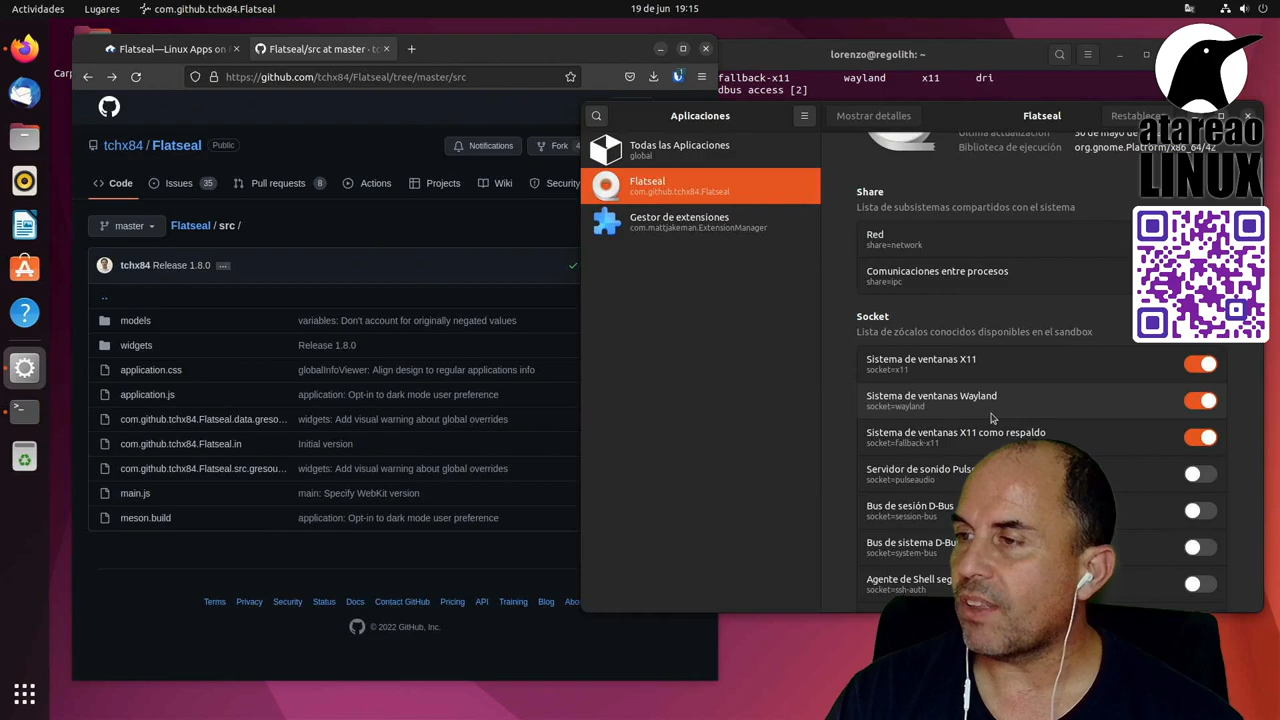 Actividades
Lugares
com.github.tchx84.Flatseal
19 de jun 19:15
Flatseal—Linux Apps on
Flatseal/src at master · tc
https://github.com/tchx84/Flatseal/tree/master/src
tchx84 / Flatseal
Public
Notifications
Fork
Code
Issues 35
Pull requests 8
Actions
Projects
Wiki
Security
master
Flatseal / src /
tchx84 Release 1.8.0 ...
..
models
variables: Don't account for originally negated values
widgets
Release 1.8.0
application.css
globalInfoViewer: Align design to regular applications info
application.js
application: Opt-in to dark mode user preference
com.github.tchx84.Flatseal.data.greso...
widgets: Add visual warning about global overrides
com.github.tchx84.Flatseal.in
Initial version
com.github.tchx84.Flatseal.src.gresou...
widgets: Add visual warning about global overrides
main.js
main: Specify WebKit version
meson.build
application: Opt-in to dark mode user preference
Terms
Privacy
Security
Status
Docs
Contact GitHub
Pricing
API
Training
Blog
© 2022 GitHub, Inc.
lorenzo@regolith: ~
fallback-x11 wayland x11 dri
dbus access [2]
Aplicaciones
Mostrar detalles
Flatseal
Todas las Aplicaciones
global
Flatseal
com.github.tchx84.Flatseal
Gestor de extensiones
com.mattjakeman.ExtensionManager
Biblioteca de ejecución
org.gnome.Platform/x86_64/42
Share
Lista de subsistemas compartidos con el sistema
Red
share=network
Comunicaciones entre procesos
share=ipc
Socket
Lista de zócalos conocidos disponibles en el sandbox
Sistema de ventanas X11
socket=x11
Sistema de ventanas Wayland
socket=wayland
Sistema de ventanas X11 como respaldo
socket=fallback-x11
Servidor de sonido Puls
socket=pulseaudio
Bus de sesión D-Bus
socket=session-bus
Bus de sistema D-Bu
socket=system-bus
Agente de Shell seg
socket=ssh-auth
atareao
LINUX